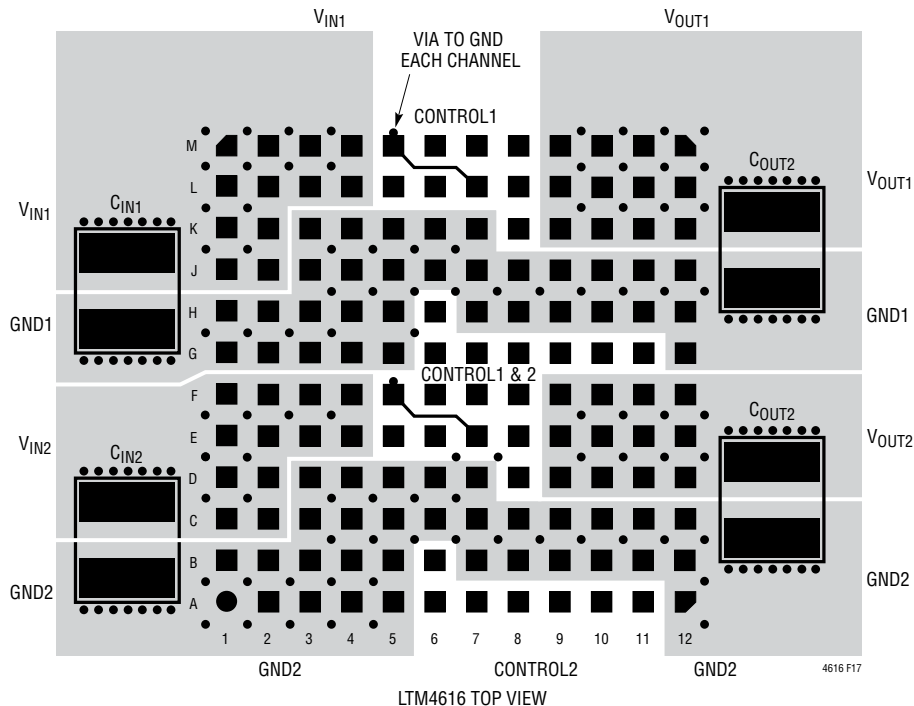 VIN1
VOUT1
VIA TO GND
EACH CHANNEL
CONTROL1
M
COUT2
L
VOUT1
VIN1
CIN1
K
J
H
GND1
GND1
G
CONTROL1 & 2
F
COUT2
E
VOUT2
VIN2
CIN2
D
C
B
GND2
GND2
A
1 2 3 4 5 6 7 8 9 10 11 12
GND2 CONTROL2 GND2
4616 F17
LTM4616 TOP VIEW